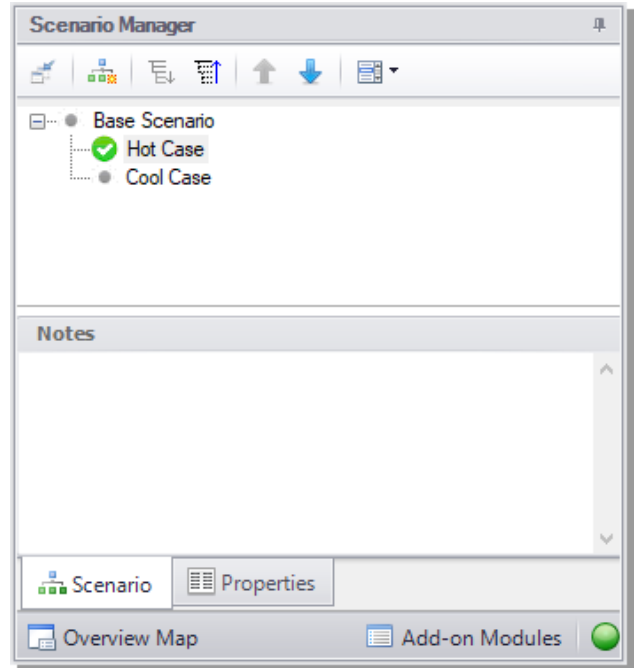 Scenario Manager
Base Scenario
Hot Case
Cool Case
Notes
Scenario Properties
Overview Map Add-on Modules